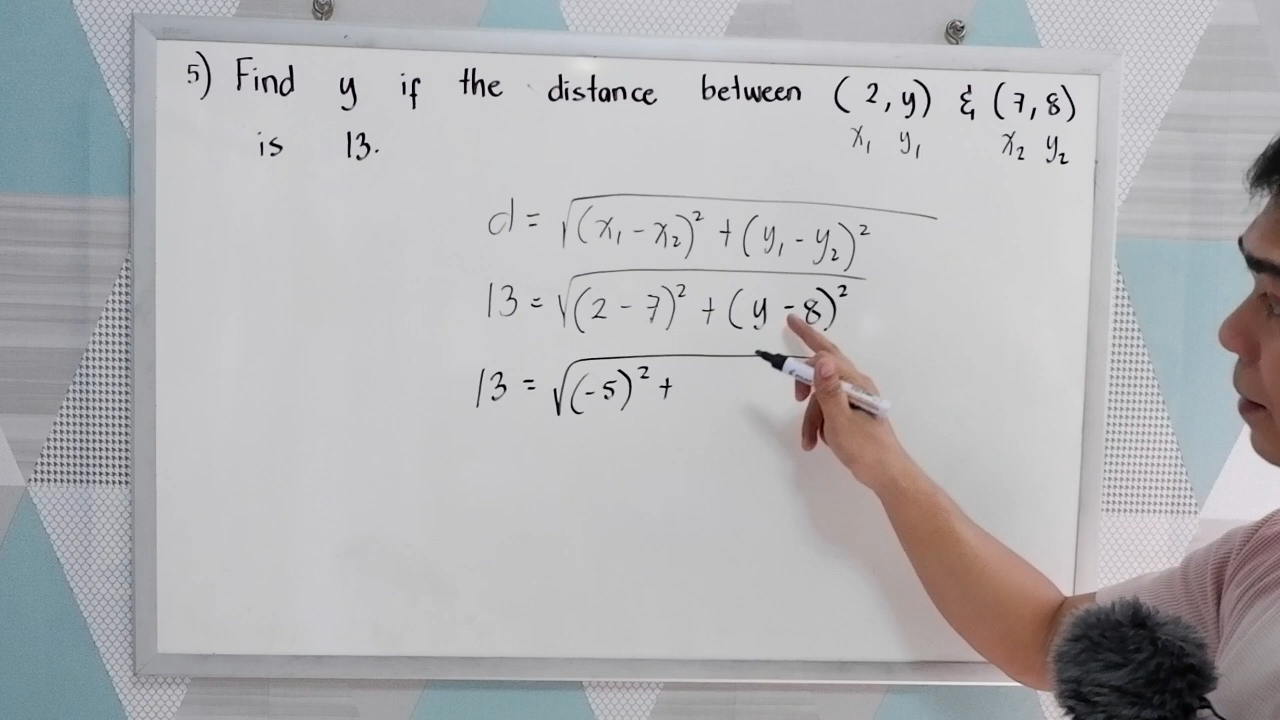 5) Find y if the distance between (2, y) & (7, 8)
x₁ y₁ x₂ y₂
is 13.
d = √(x₁ - x₂)² + (y₁ - y₂)²
13 = √(2 - 7)² + (y - 8)²
13 = √(-5)² +